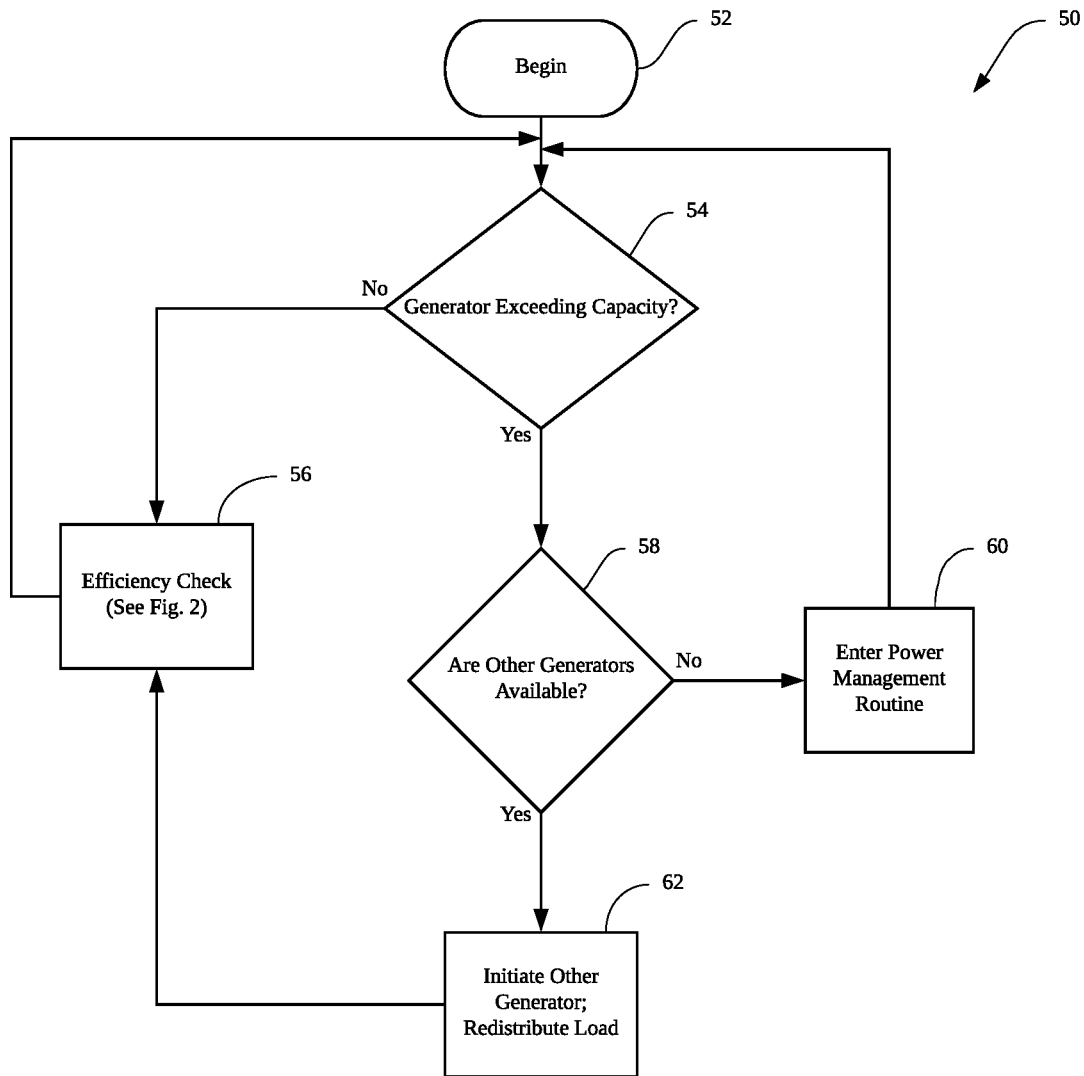 52
50
Begin
54
No
Generator Exceeding Capacity?
Yes
56
58
60
Efficiency Check
(See Fig. 2)
Are Other Generators
Available?
No
Enter Power
Management
Routine
Yes
62
Initiate Other
Generator;
Redistribute Load